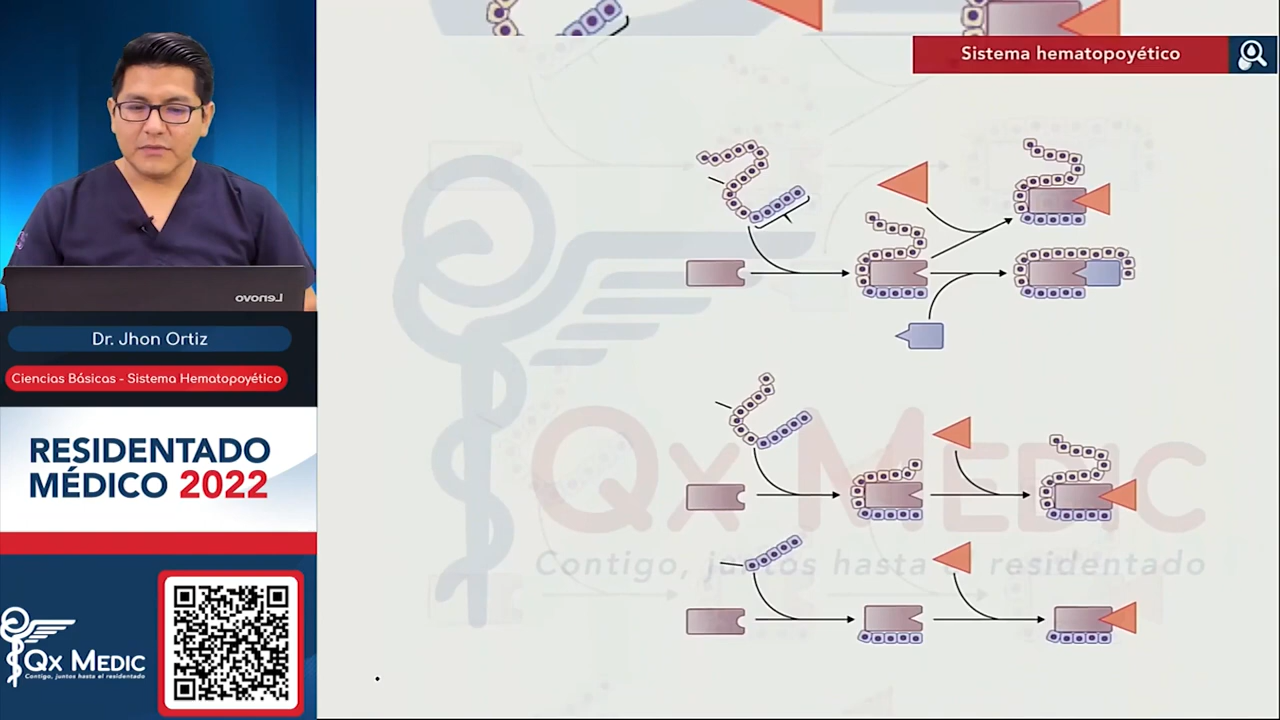 Sistema hematopoyético
Lenovo
Dr. Jhon Ortiz
Ciencias Básicas - Sistema Hematopoyético
RESIDENTADO
MÉDICO 2022
Qx MEDIC
Contigo, juntos hasta el residentado
Qx MEDIC
Contigo, juntos hasta el residentado